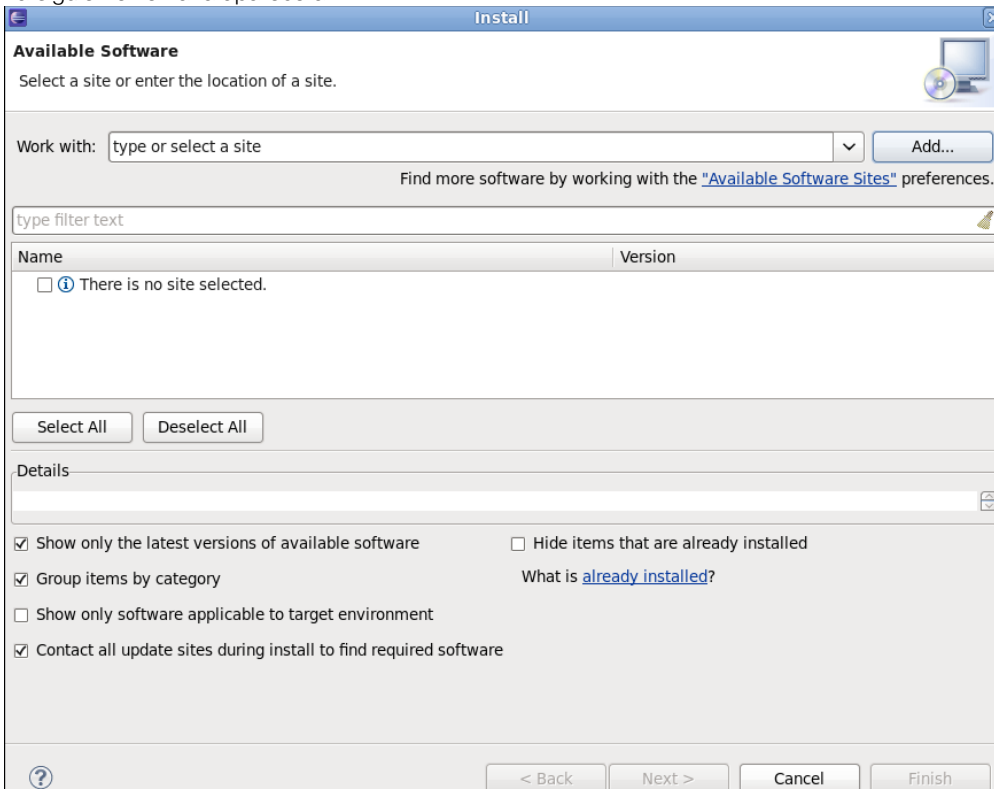 Install
Available Software
Select a site or enter the location of a site.
Work with: type or select a site Add...
Find more software by working with the "Available Software Sites" preferences.
type filter text
Name Version
There is no site selected.
Select All Deselect All
Details
Show only the latest versions of available software Hide items that are already installed
Group items by category What is already installed?
Show only software applicable to target environment
Contact all update sites during install to find required software
? < Back Next > Cancel Finish